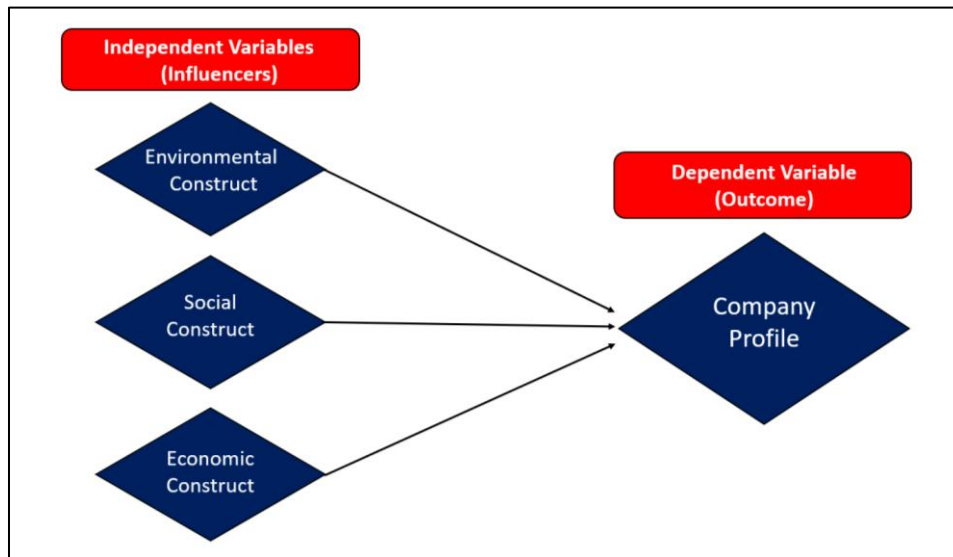 Independent Variables
(Influencers)
Environmental
Construct
Social
Construct
Economic
Construct
Dependent Variable
(Outcome)
Company
Profile